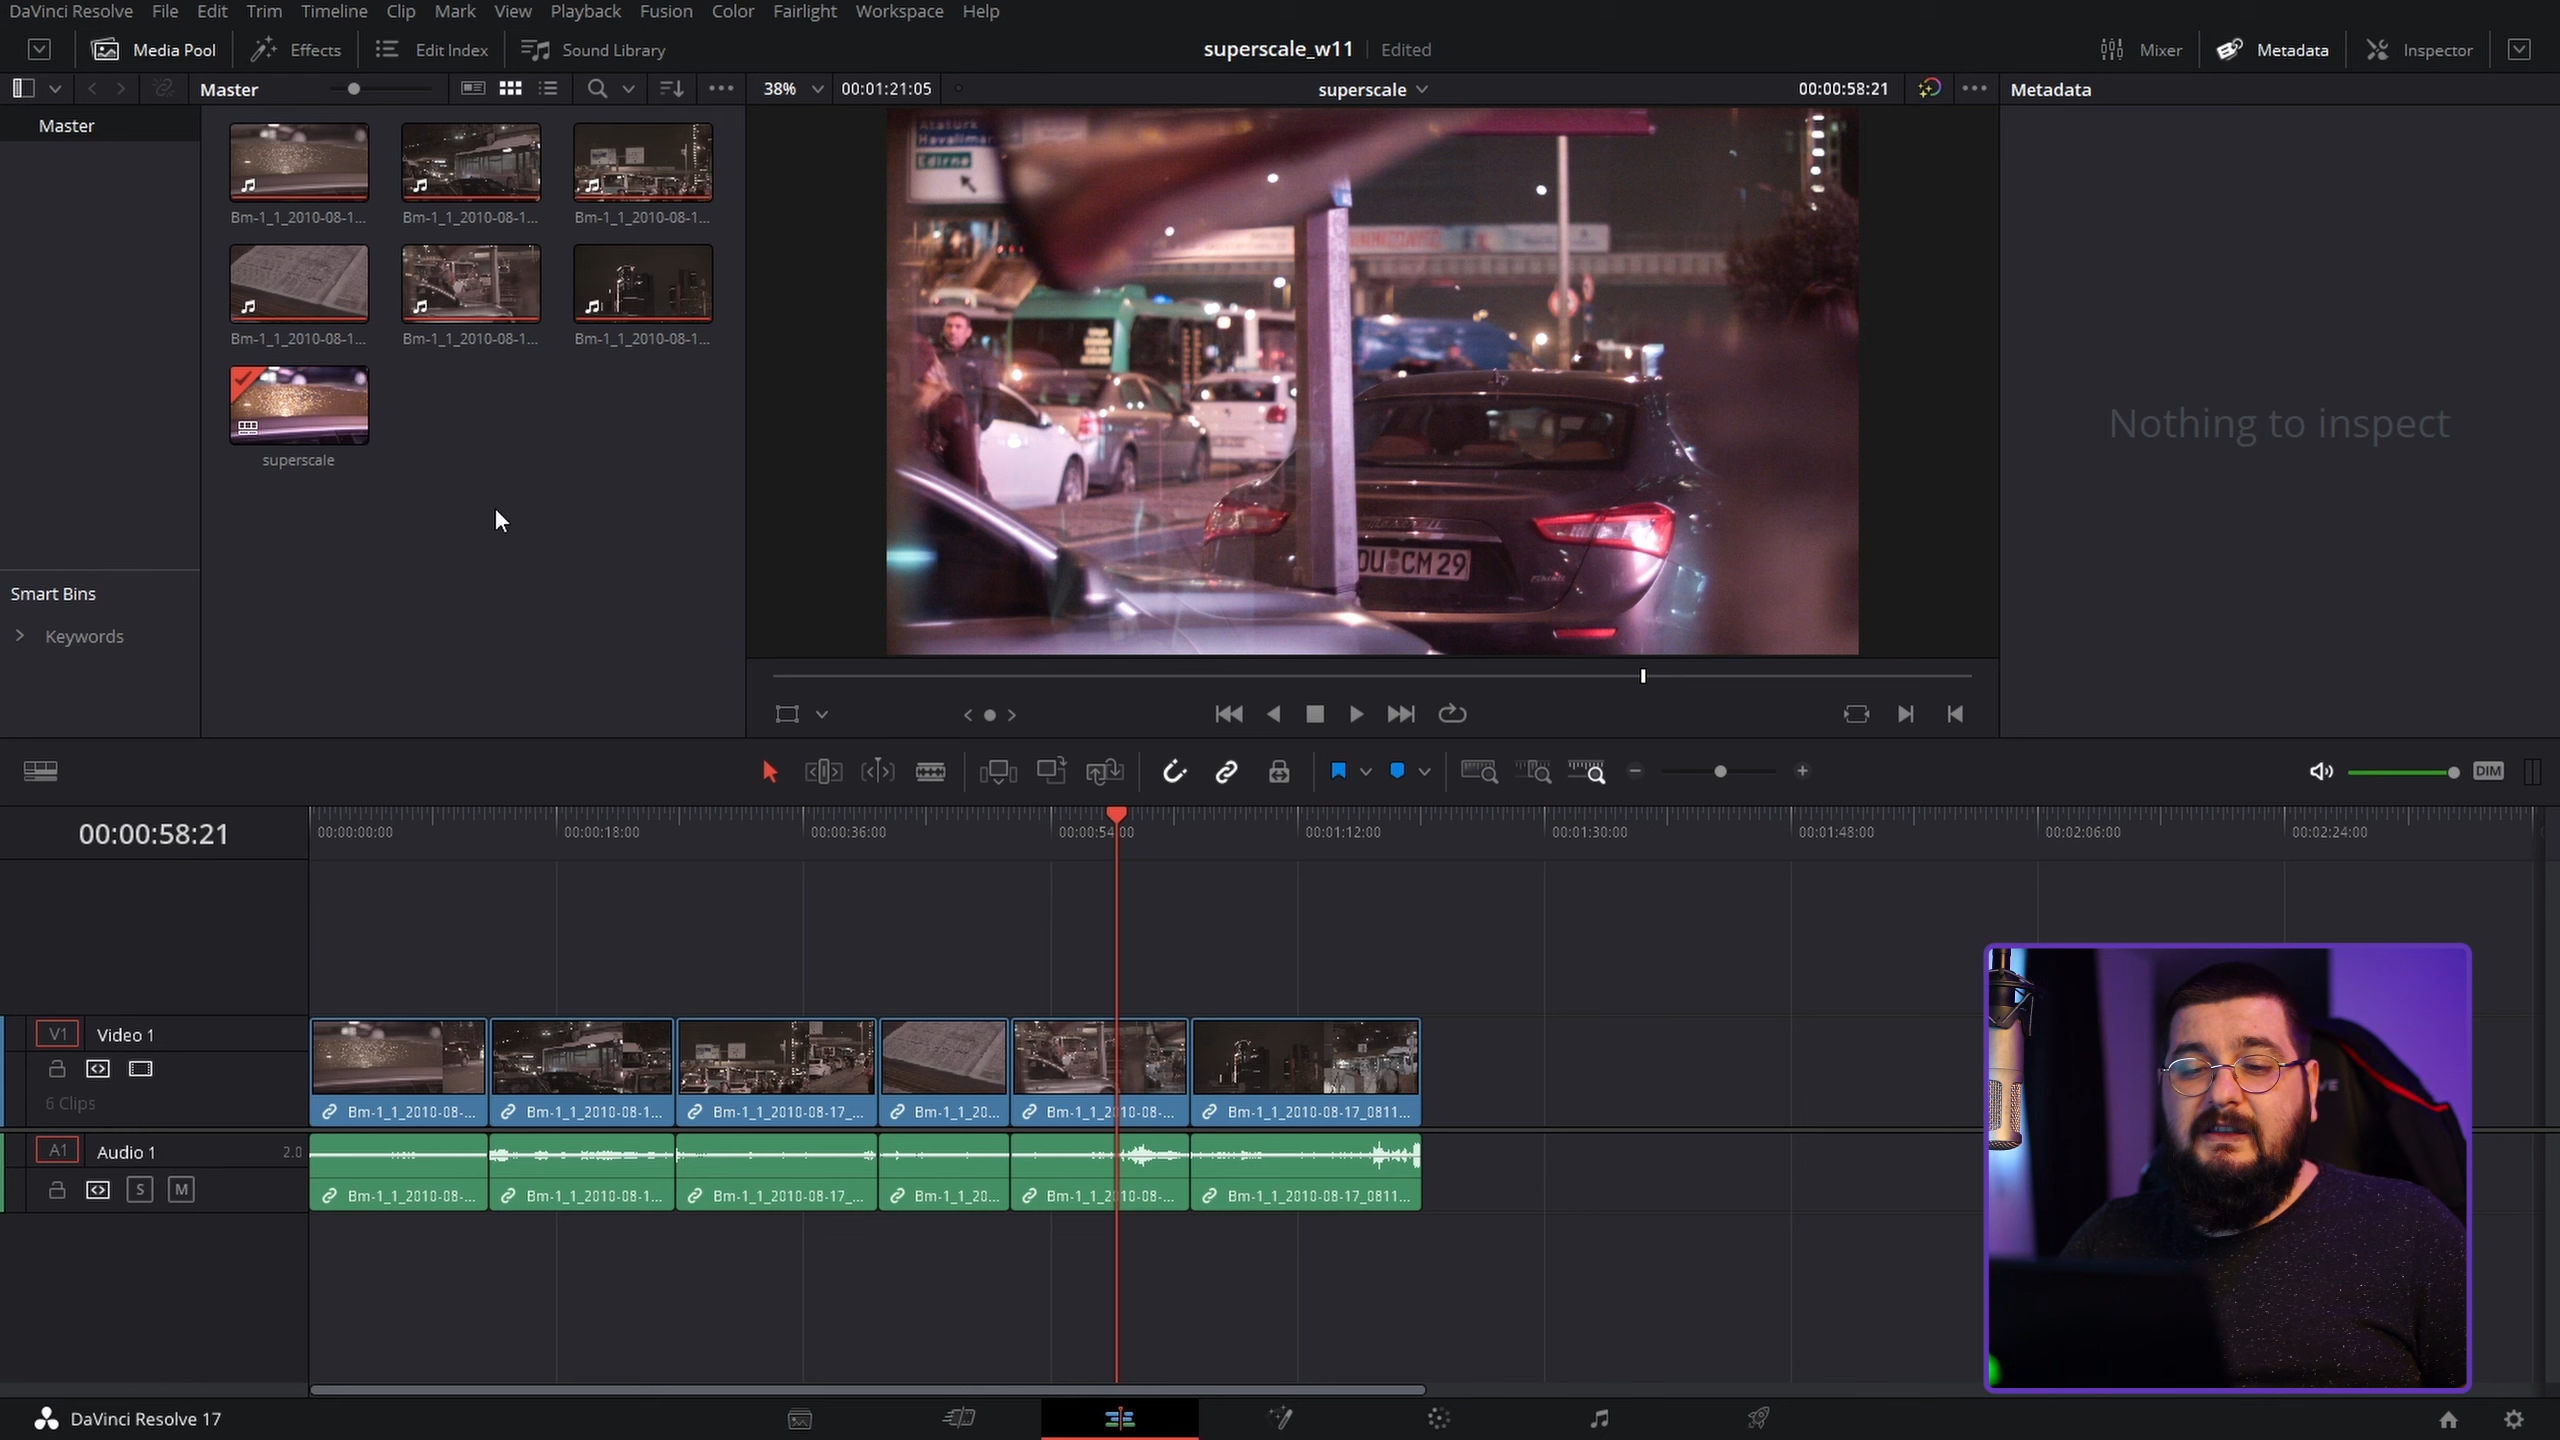 DaVinci Resolve File Edit Trim Timeline Clip Mark View Playback Fusion Color Fairlight Workspace Help
Media Pool Effects Edit Index Sound Library superscale_w11 Edited Mixer Metadata Inspector
Master 38% 00:01:21:05 superscale 00:00:58:21 Metadata
Master
Bm-1_1_2010-08-1... Bm-1_1_2010-08-1... Bm-1_1_2010-08-1...
Bm-1_1_2010-08-1... Bm-1_1_2010-08-1... Bm-1_1_2010-08-1...
superscale
Atatürk
Havaliman
Edirne
OU CM 29
Nothing to inspect
Smart Bins
Keywords
DIM
00:00:58:21
00:00:00:00 00:00:18:00 00:00:36:00 00:00:54:00 00:01:12:00 00:01:30:00 00:01:48:00 00:02:06:00 00:02:24:00
V1 Video 1
6 Clips
Bm-1_1_2010-08-... Bm-1_1_2010-08-1... Bm-1_1_2010-08-17_... Bm-1_1_20... Bm-1_1_2010-08-... Bm-1_1_2010-08-17_0811...
A1 Audio 1 2.0
S M
Bm-1_1_2010-08-... Bm-1_1_2010-08-1... Bm-1_1_2010-08-17_... Bm-1_1_20... Bm-1_1_2010-08-... Bm-1_1_2010-08-17_0811...
DaVinci Resolve 17